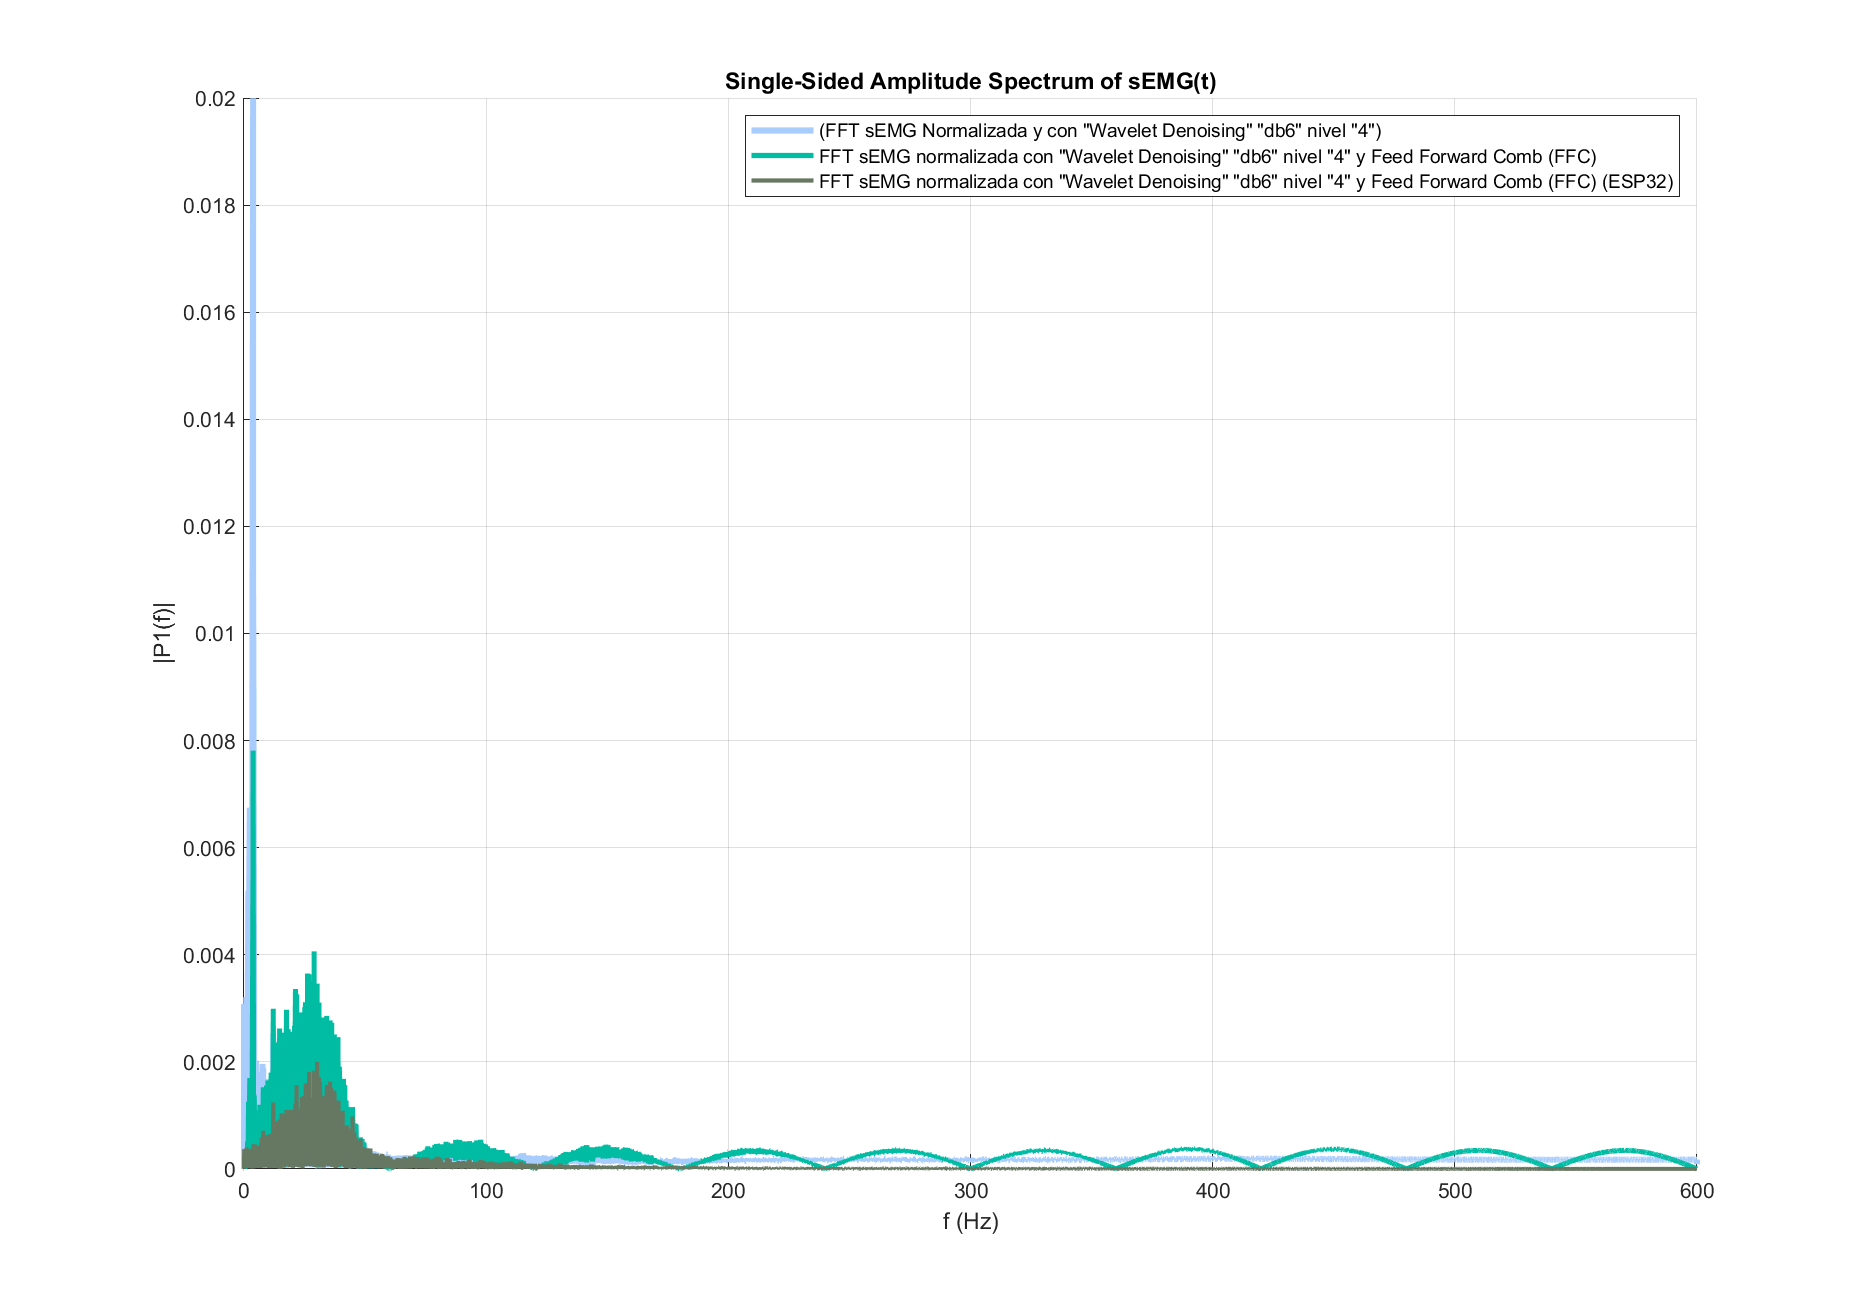 Single-Sided Amplitude Spectrum of sEMG(t)
(FFT sEMG Normalizada y con "Wavelet Denoising" "db6" nivel "4")
FFT sEMG normalizada con "Wavelet Denoising" "db6" nivel "4" y Feed Forward Comb (FFC)
FFT sEMG normalizada con "Wavelet Denoising" "db6" nivel "4" y Feed Forward Comb (FFC) (ESP32)
0.02
0.018
0.016
0.014
0.012
0.01
0.008
0.006
0.004
0.002
0
|P1(f)|
0 100 200 300 400 500 600
f (Hz)